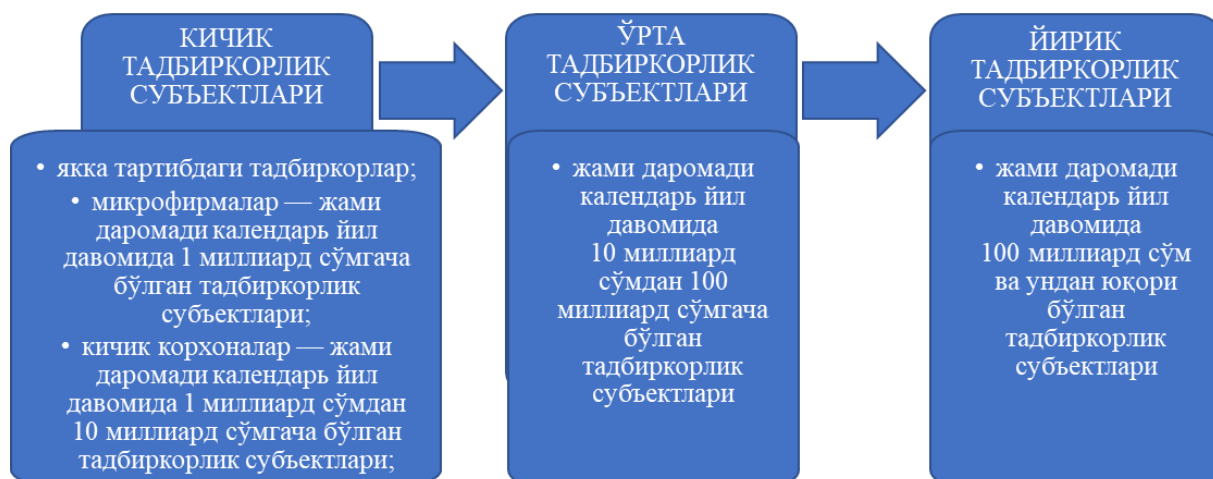 КИЧИК
ТАДБИРКОРЛИК
СУБЪЕКТЛАРИ
• якка тартибдаги тадбиркорлар;
• микрофирмалар — жами
даромади календарь йил
давомида 1 миллиард сўмгача
бўлган тадбиркорлик
субъектлари;
• кичик корхоналар — жами
даромади календарь йил
давомида 1 миллиард сўмдан
10 миллиард сўмгача бўлган
тадбиркорлик субъектлари;
ЎРТА
ТАДБИРКОРЛИК
СУБЪЕКТЛАРИ
• жами даромади
календарь йил
давомида
10 миллиард
сўмдан 100
миллиард сўмгача
бўлган
тадбиркорлик
субъектлари
ЙИРИК
ТАДБИРКОРЛИК
СУБЪЕКТЛАРИ
• жами даромади
календарь йил
давомида
100 миллиард сўм
ва ундан юқори
бўлган
тадбиркорлик
субъектлари